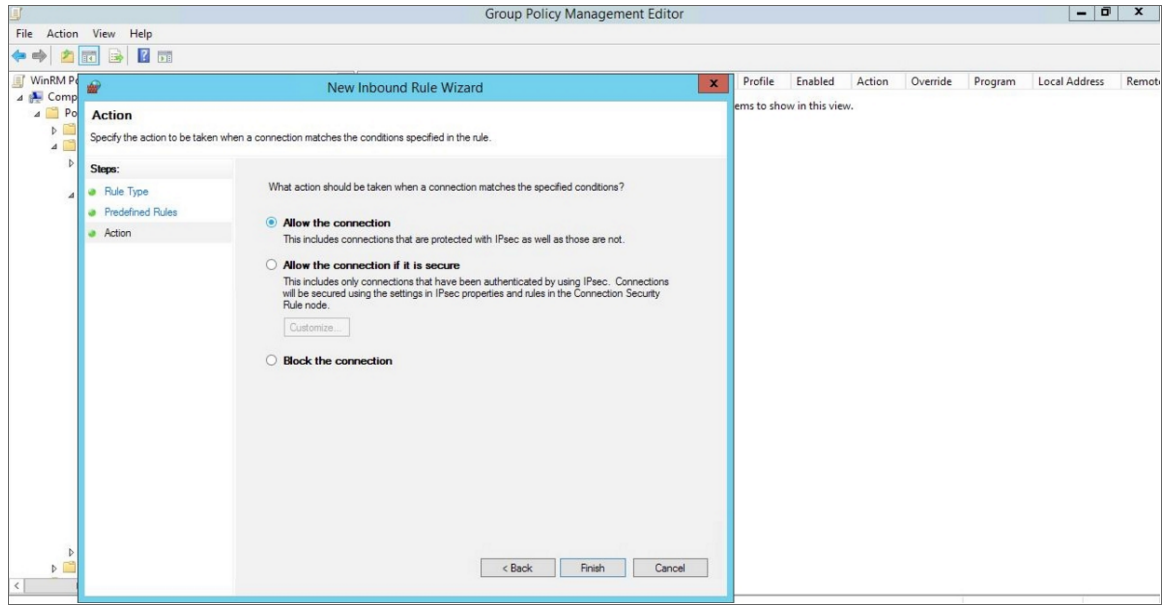 Group Policy Management Editor
File Action View Help
WinRM Po
Comp
Po
Profile Enabled Action Override Program Local Address Remot
ems to show in this view.
New Inbound Rule Wizard
Action
Specify the action to be taken when a connection matches the conditions specified in the rule.
Steps:
Rule Type
Predefined Rules
Action
What action should be taken when a connection matches the specified conditions?
Allow the connection
This includes connections that are protected with IPsec as well as those are not.
Allow the connection if it is secure
This includes only connections that have been authenticated by using IPsec. Connections
will be secured using the settings in IPsec properties and rules in the Connection Security
Rule node.
Customize...
Block the connection
< Back Finish Cancel